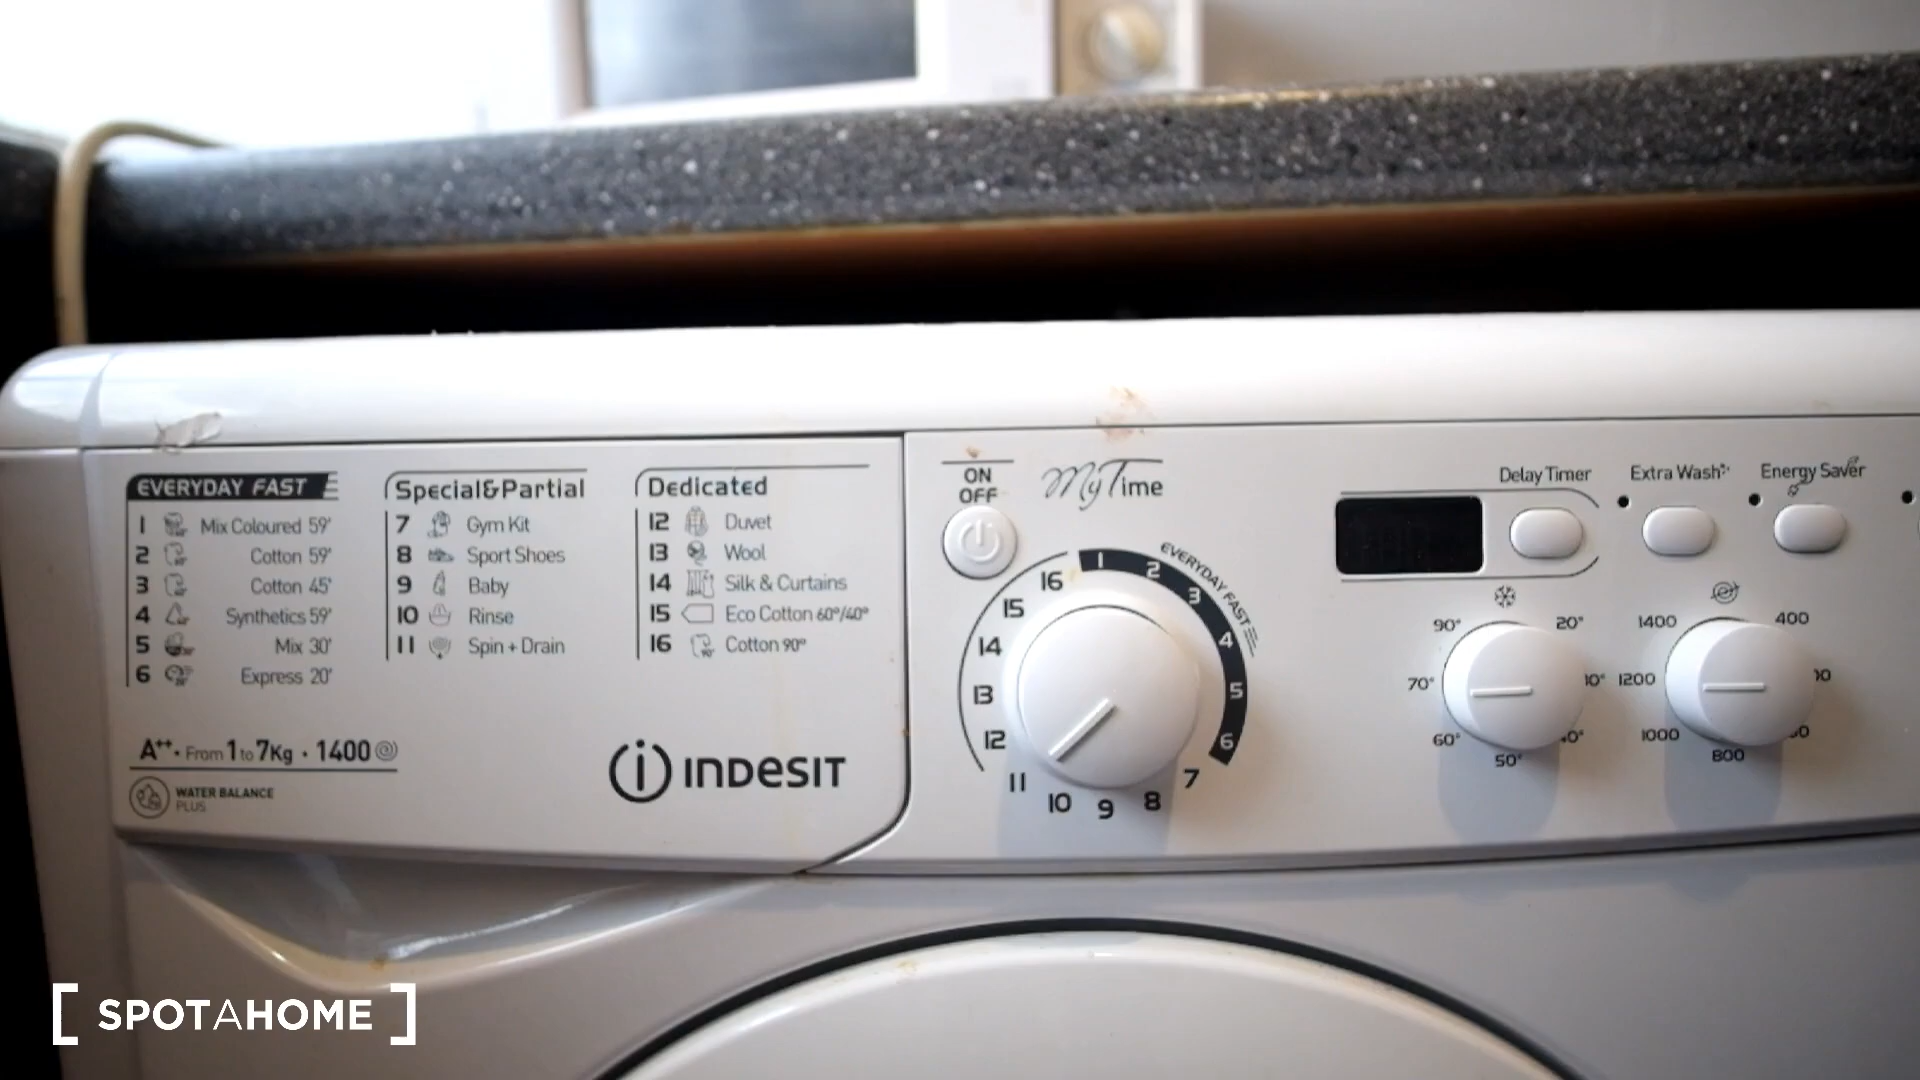 EVERYDAY FAST
1 Mix Coloured 59'
2 Cotton 59'
3 Cotton 45'
4 Synthetics 59'
5 Mix 30'
6 Express 20'
Special&Partial
7 Gym Kit
8 Sport Shoes
9 Baby
10 Rinse
11 Spin + Drain
Dedicated
12 Duvet
13 Wool
14 Silk & Curtains
15 Eco Cotton 60°/40°
16 Cotton 90°
A++ • From 1 to 7Kg • 1400
WATER BALANCE
PLUS
INDESIT
ON
OFF
MyTime
EVERYDAY FAST
1
2
3
4
5
6
7
8
9
10
11
12
13
14
15
16
Delay Timer
Extra Wash
Energy Saver
90° 20°
70°
60°
50°
1400 400
1200
1000
800
[ SPOTAHOME ]